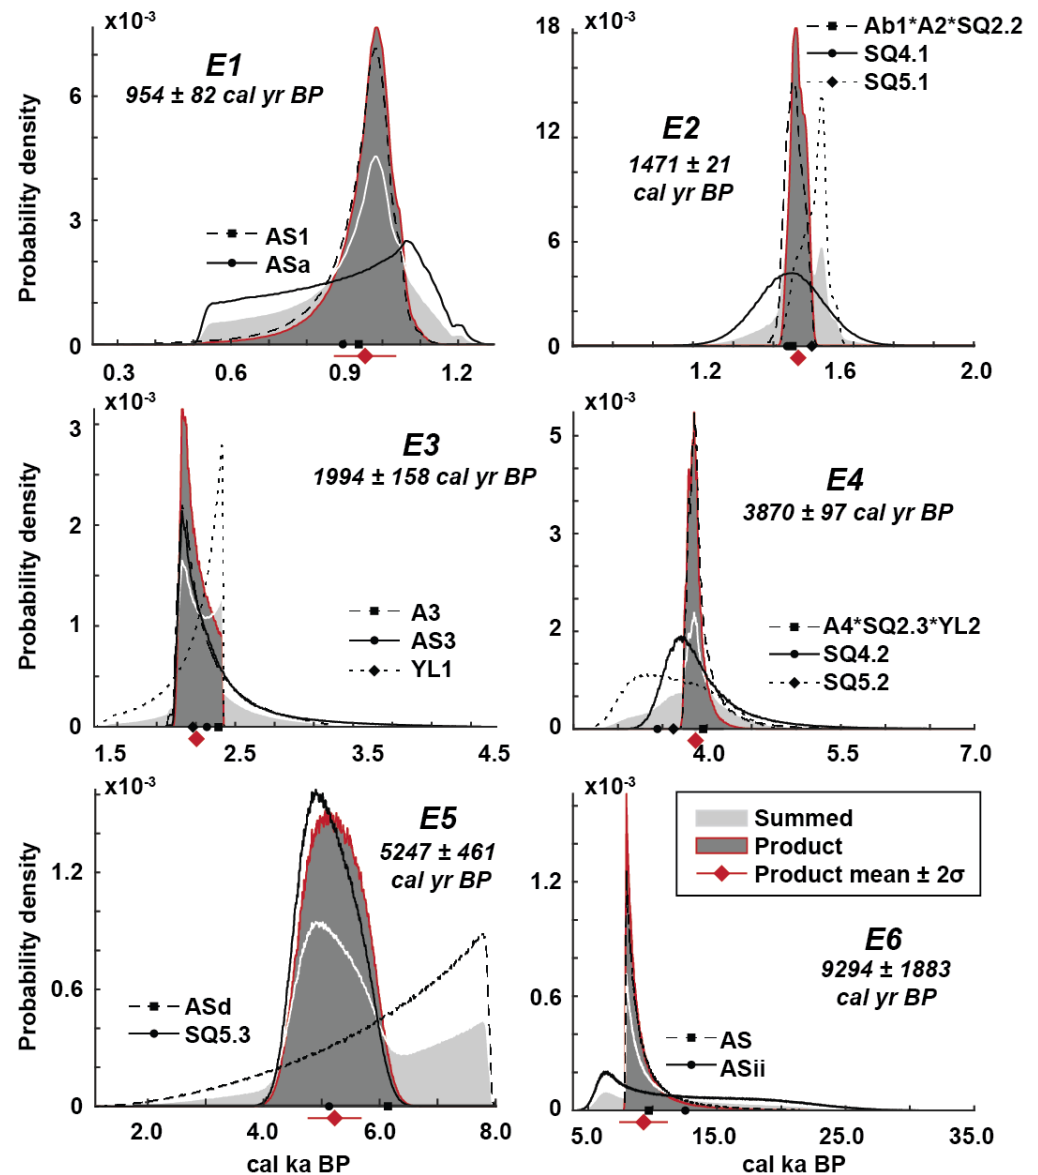 x10-3
E1
954 ± 82 cal yr BP
6
3
0
Probability density
AS1
ASa
0.3 0.6 0.9 1.2
x10-3
18
12
6
0
Ab1*A2*SQ2.2
SQ4.1
SQ5.1
E2
1471 ± 21
cal yr BP
1.2 1.6 2.0
x10-3
3
2
1
0
Probability density
E3
1994 ± 158 cal yr BP
A3
AS3
YL1
1.5 2.5 3.5 4.5
x10-3
5
3
2
0
E4
3870 ± 97 cal yr BP
A4*SQ2.3*YL2
SQ4.2
SQ5.2
4.0 5.5 7.0
x10-3
1.2
0.6
0
Probability density
E5
5247 ± 461
cal yr BP
ASd
SQ5.3
2.0 4.0 6.0 8.0
cal ka BP
x10-3
1.2
0.6
0
Summed
Product
Product mean ± 2σ
E6
9294 ± 1883
cal yr BP
AS
ASii
5.0 15.0 25.0 35.0
cal ka BP